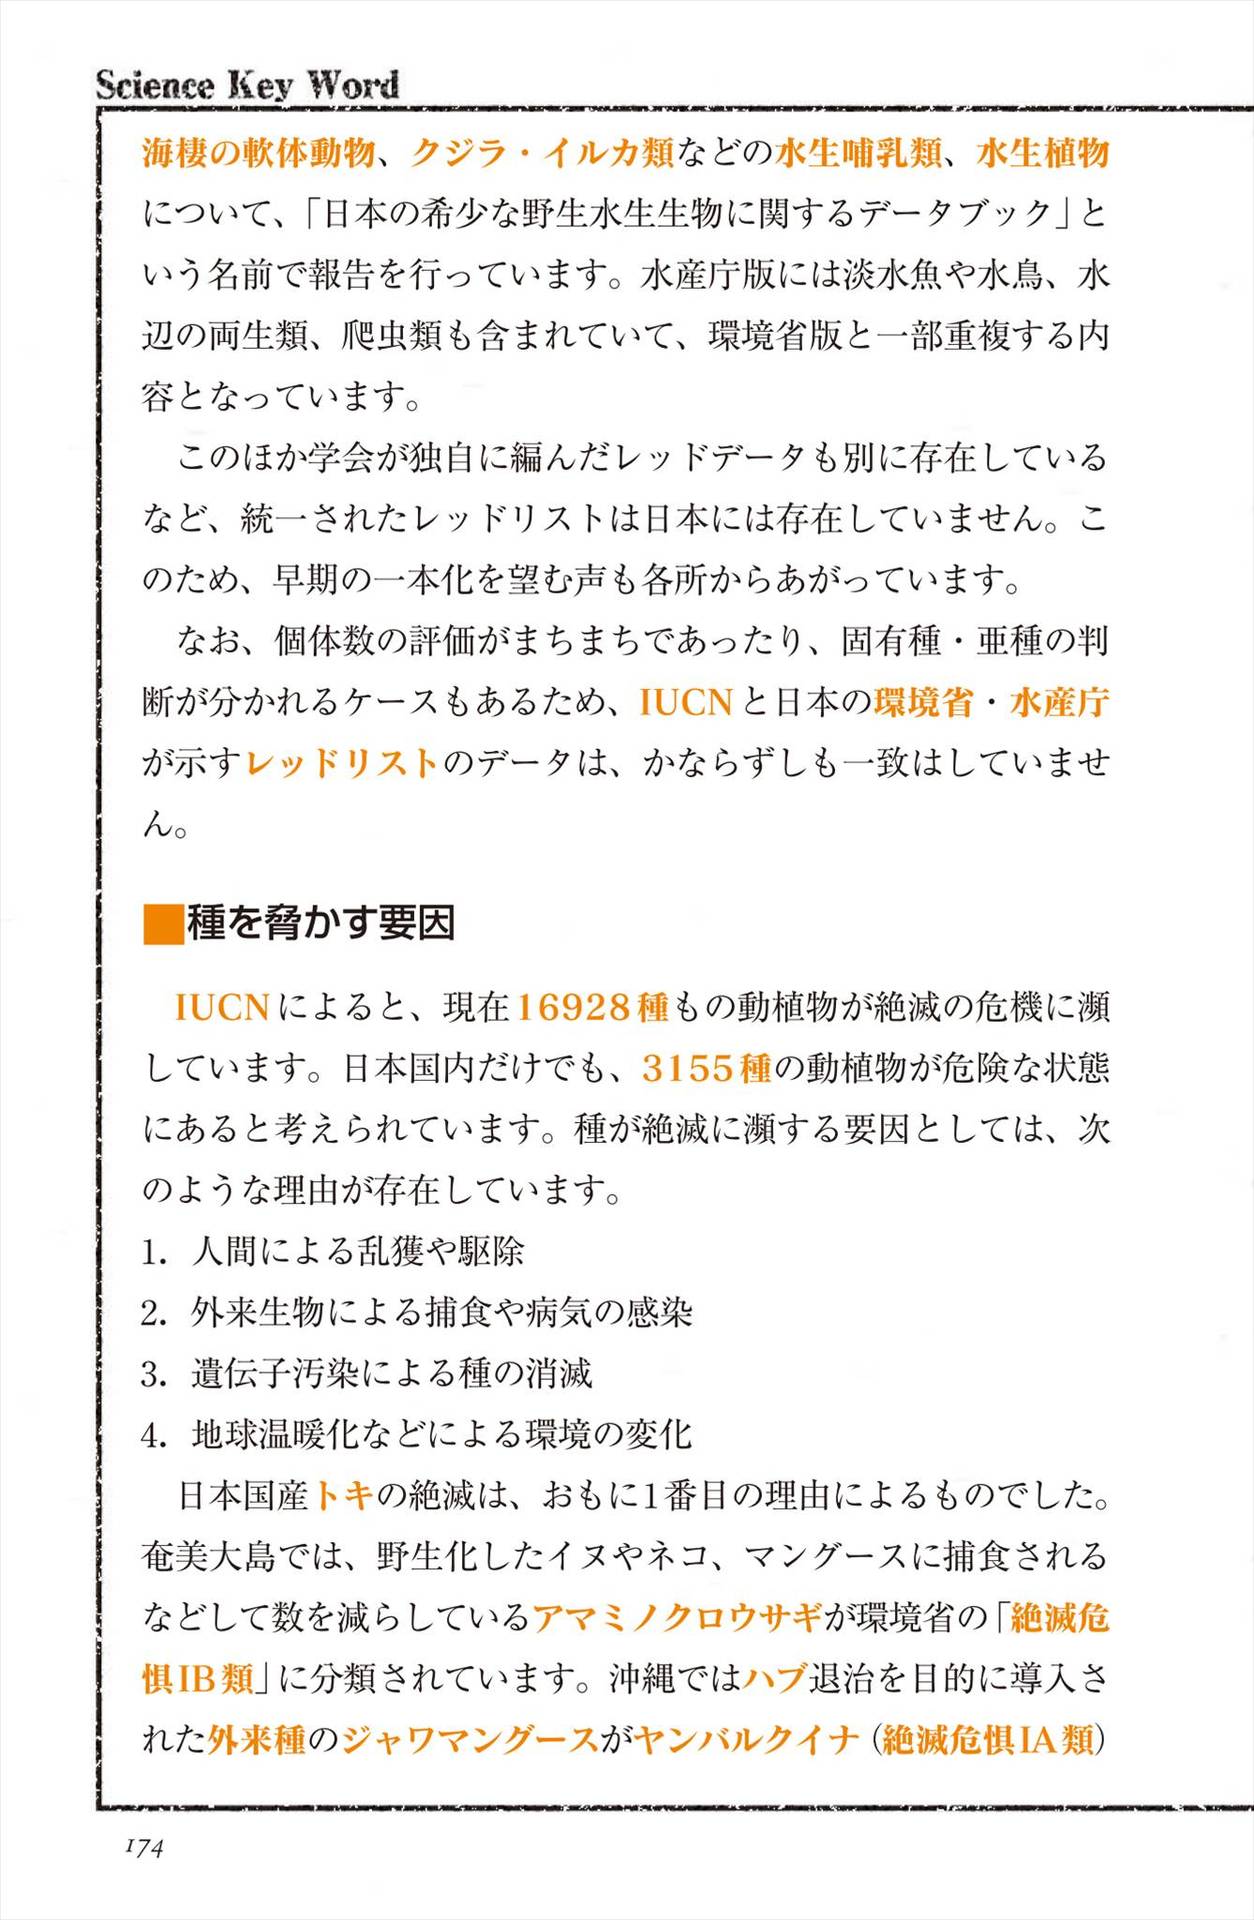 Science Key Word
海棲の軟体動物、クジラ・イルカ類などの水生哺乳類、水生植物
について、「日本の希少な野生水生生物に関するデータブック」と
いう名前で報告を行っています。水産庁版には淡水魚や水鳥、水
辺の両生類、爬虫類も含まれていて、環境省版と一部重複する内
容となっています。
このほか学会が独自に編んだレッドデータも別に存在している
など、統一されたレッドリストは日本には存在していません。こ
のため、早期の一本化を望む声も各所からあがっています。
なお、個体数の評価がまちまちであったり、固有種・亜種の判
断が分かれるケースもあるため、IUCNと日本の環境省・水産庁
が示すレッドリストのデータは、かならずしも一致はしていませ
ん。
■種を脅かす要因
IUCNによると、現在16928種もの動植物が絶滅の危機に瀕
しています。日本国内だけでも、3155種の動植物が危険な状態
にあると考えられています。種が絶滅に瀕する要因としては、次
のような理由が存在しています。
1. 人間による乱獲や駆除
2. 外来生物による捕食や病気の感染
3. 遺伝子汚染による種の消滅
4. 地球温暖化などによる環境の変化
日本国産トキの絶滅は、おもに1番目の理由によるものでした。
奄美大島では、野生化したイヌやネコ、マングースに捕食される
などして数を減らしているアマミノクロウサギが環境省の「絶滅危
惧IB類」に分類されています。沖縄ではハブ退治を目的に導入さ
れた外来種のジャワマングースがヤンバルクイナ（絶滅危惧IA類）
174